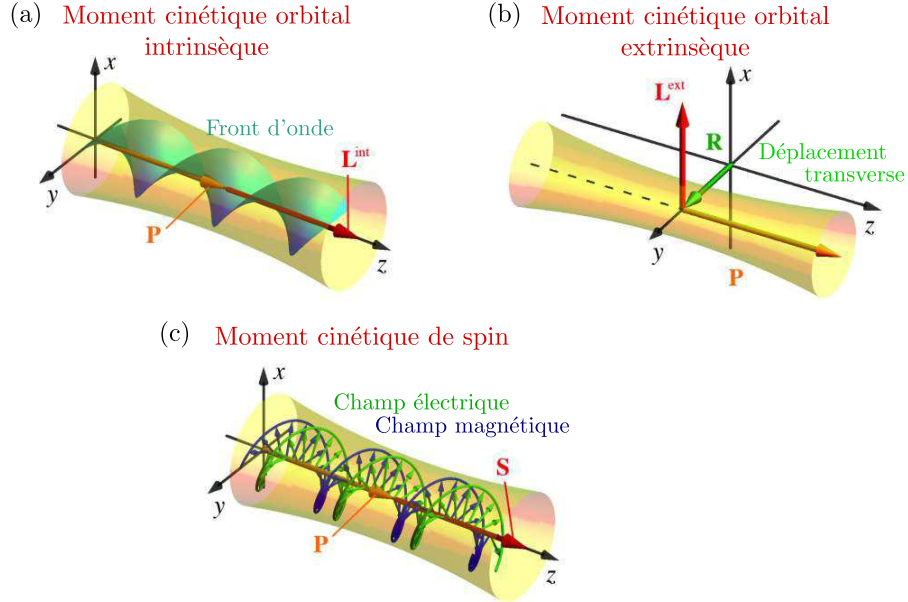 (a) Moment cinétique orbital
intrinsèque
x
Front d'onde
L^int
y
P
z
(b) Moment cinétique orbital
extrinsèque
x
L^ext
R
Déplacement
transverse
z
y
P
(c) Moment cinétique de spin
x
Champ électrique
Champ magnétique
S
y
P
z